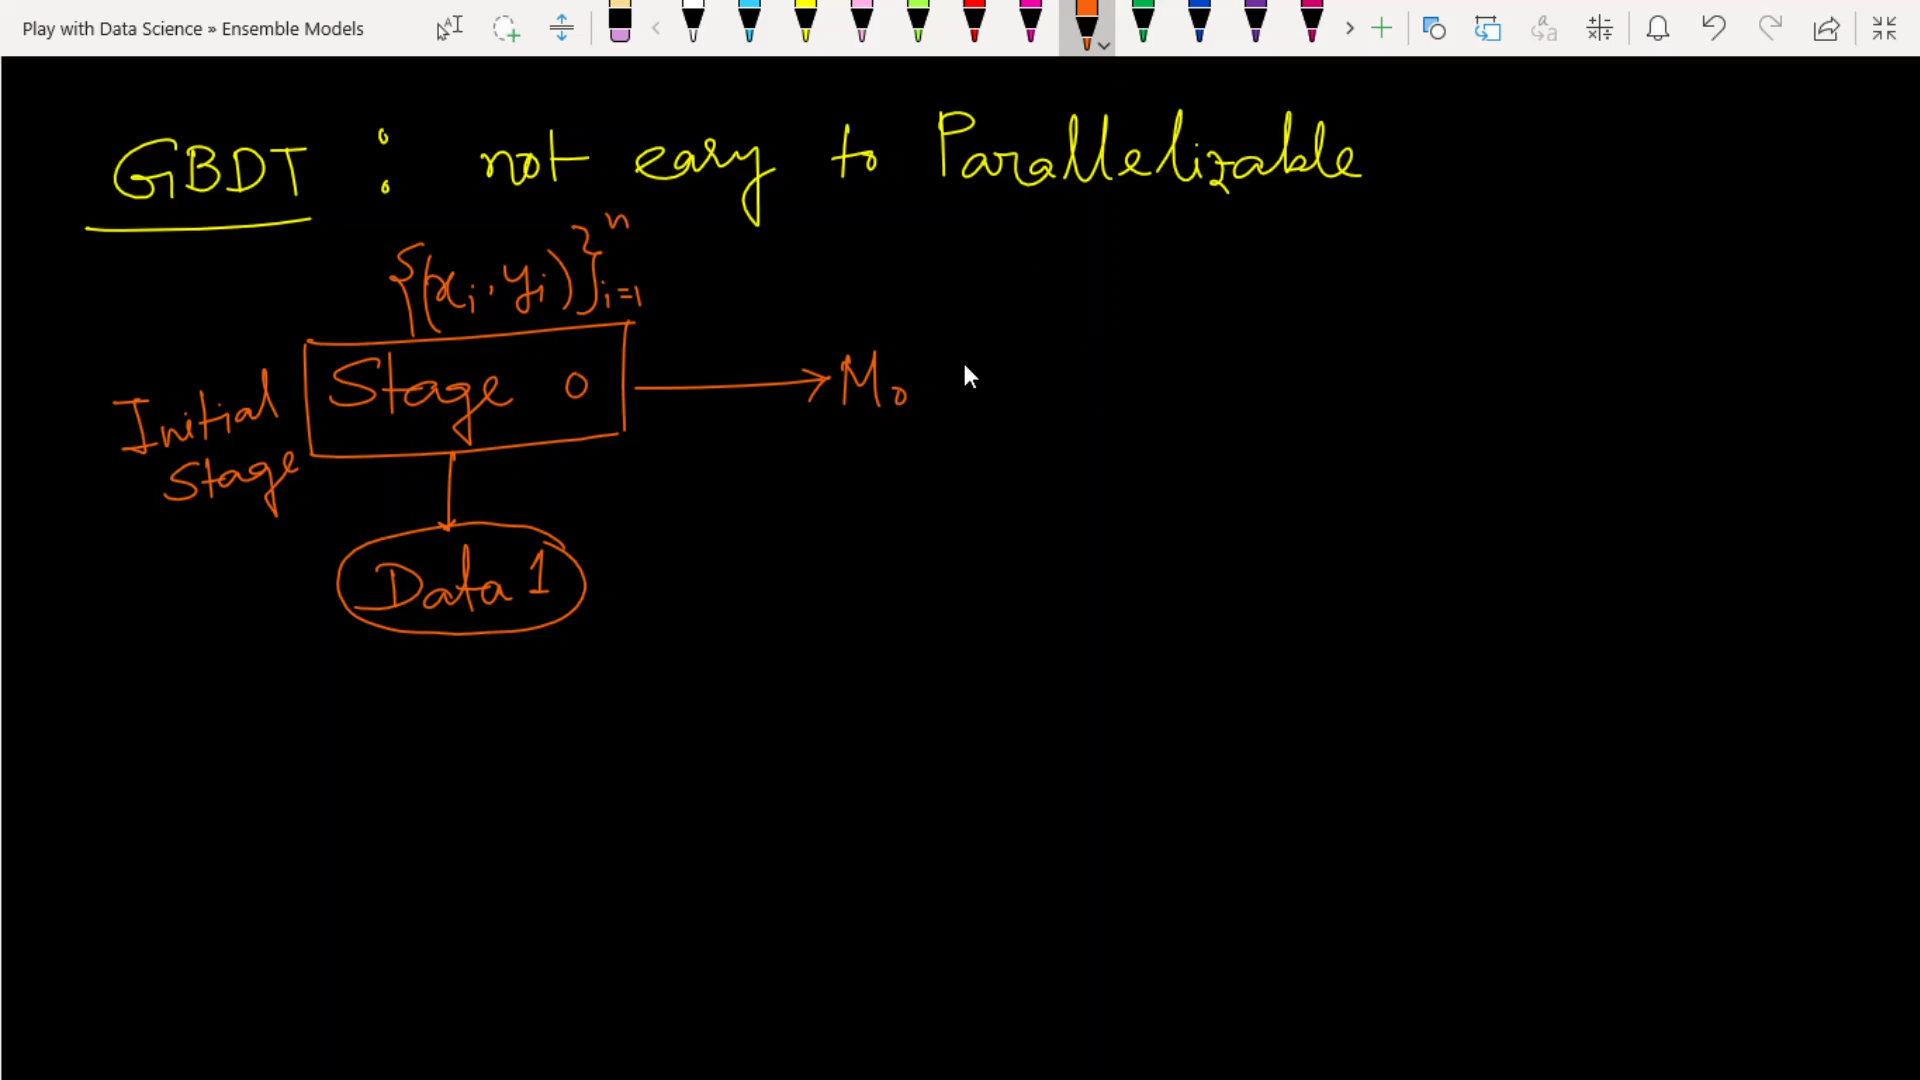 Play with Data Science » Ensemble Models
GBDT : not easy to Parallelizable
{(xi, yi)}ⁿi=1
Initial Stage
Stage 0
M₀
Data 1